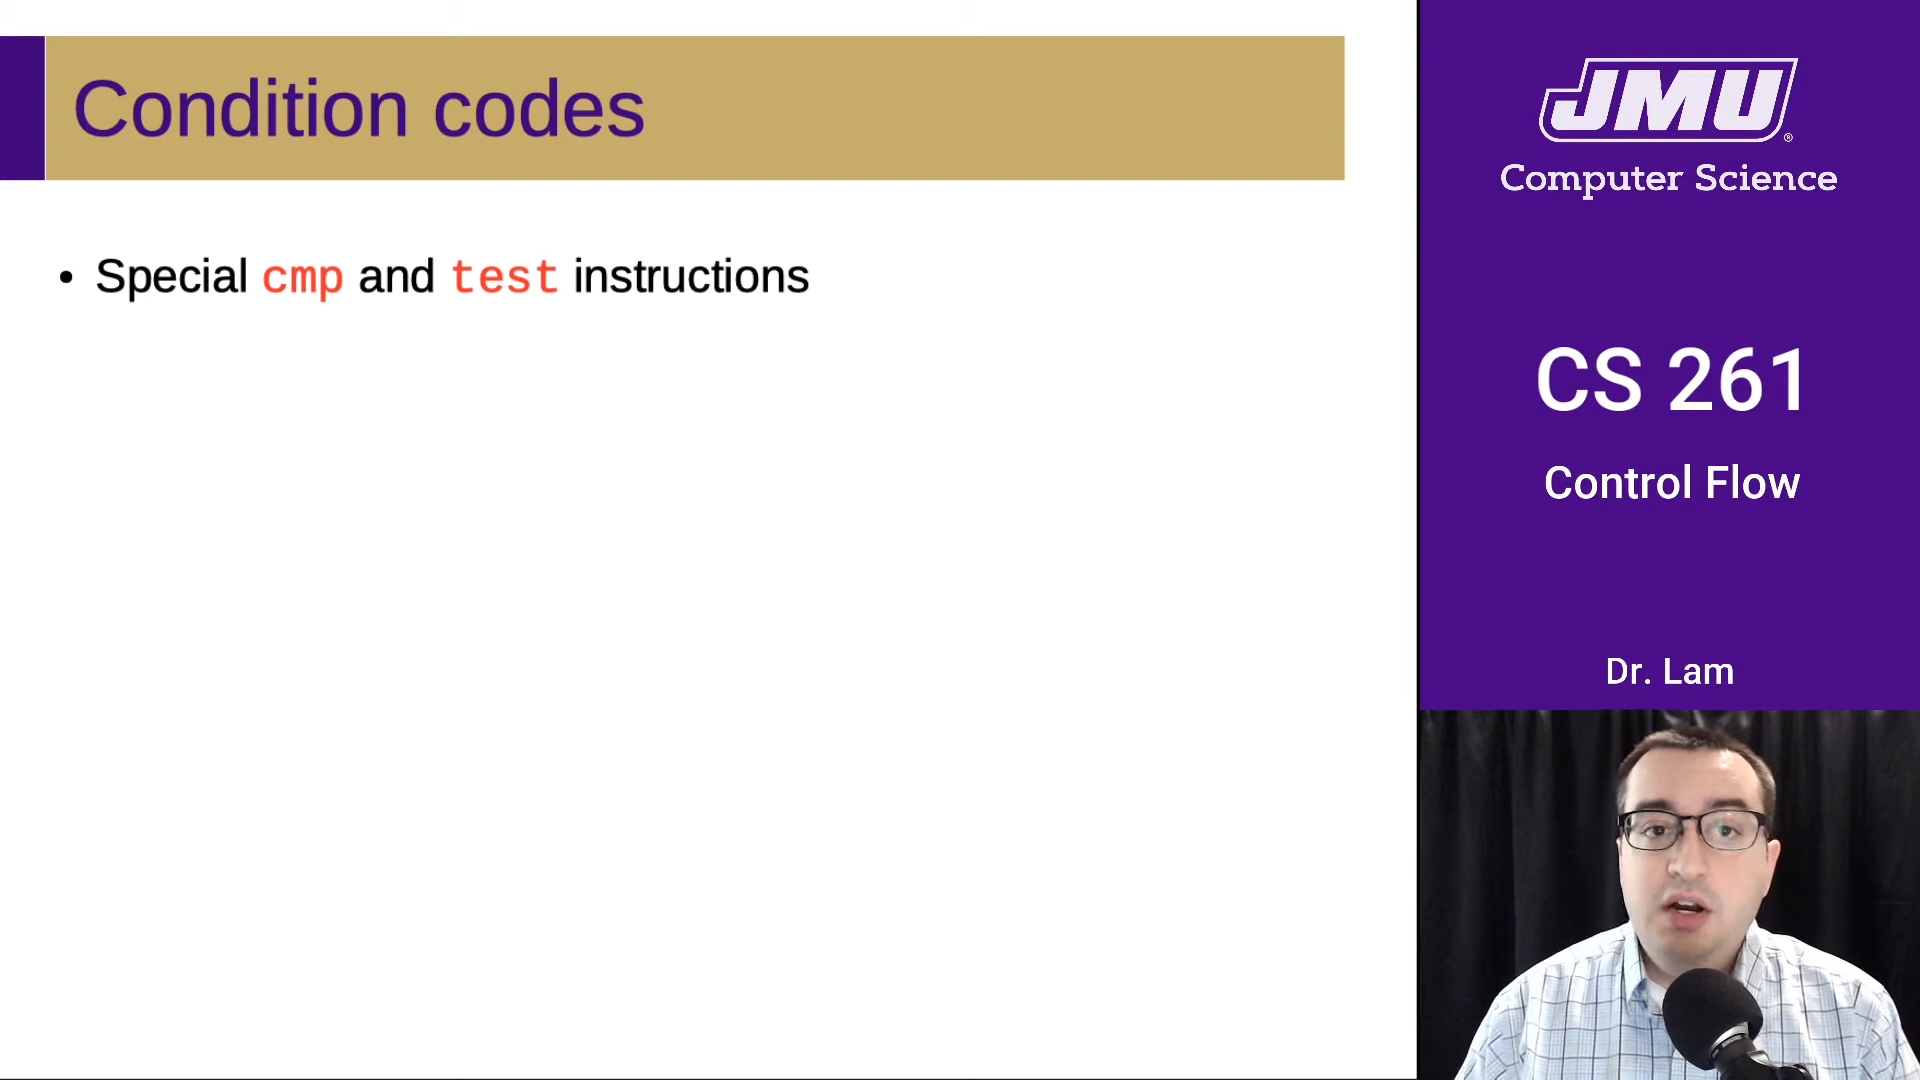 Condition codes
• Special cmp and test instructions
JMU®
Computer Science
CS 261
Control Flow
Dr. Lam